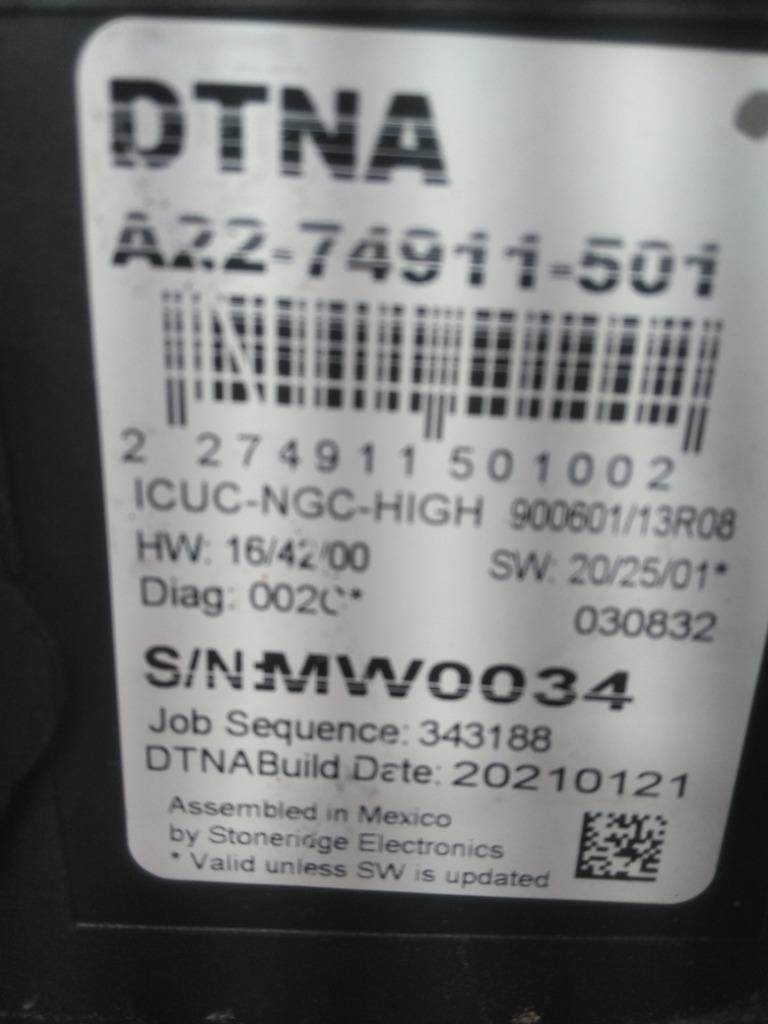 DTNA
A22-74911-501
2 274911 501002
ICUC-NGC-HIGH 900601/13R08
HW: 16/42/00 SW: 20/25/01*
Diag: 002C* 030832
S/N:MW0034
Job Sequence: 343188
DTNABuild Date: 20210121
Assembled in Mexico
by Stoneridge Electronics
* Valid unless SW is updated